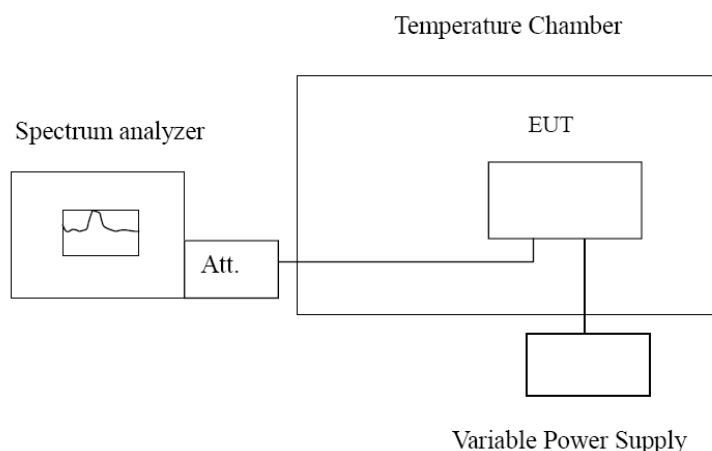 Temperature Chamber
Spectrum analyzer
EUT
Att.
Variable Power Supply